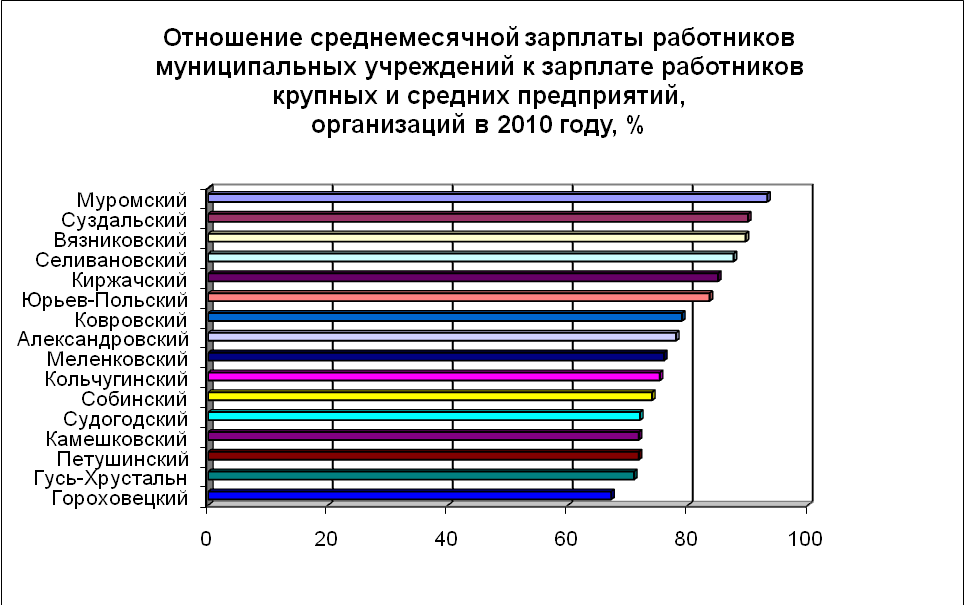 Отношение среднемесячной зарплаты работников
муниципальных учреждений к зарплате работников
крупных и средних предприятий,
организаций в 2010 году, %
Муромский
Суздальский
Вязниковский
Селивановский
Киржачский
Юрьев-Польский
Ковровский
Александровский
Меленковский
Кольчугинский
Собинский
Судогодский
Камешковский
Петушинский
Гусь-Хрустальн
Гороховецкий
0 20 40 60 80 100